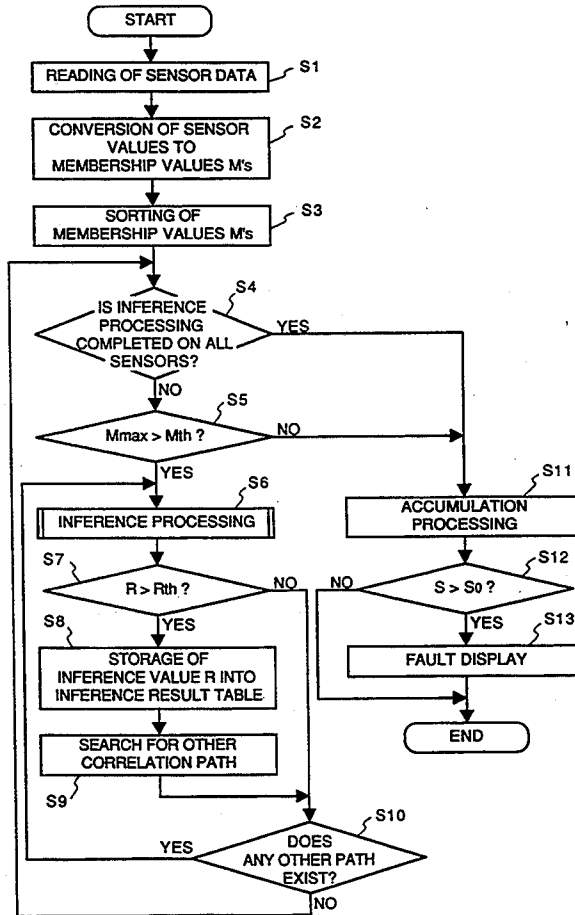 START
READING OF SENSOR DATA
S1
CONVERSION OF SENSOR
VALUES TO
MEMBERSHIP VALUES M's
S2
SORTING OF
MEMBERSHIP VALUES M's
S3
S4
IS INFERENCE
PROCESSING
COMPLETED ON ALL
SENSORS?
YES
NO
S5
Mmax > Mth ?
NO
YES
S6
INFERENCE PROCESSING
S7
R > Rth ?
NO
YES
S8
STORAGE OF
INFERENCE VALUE R INTO
INFERENCE RESULT TABLE
SEARCH FOR OTHER
CORRELATION PATH
S9
S10
DOES
ANY OTHER PATH
EXIST?
YES
NO
S11
ACCUMULATION
PROCESSING
S12
S > S0 ?
NO
YES
S13
FAULT DISPLAY
END